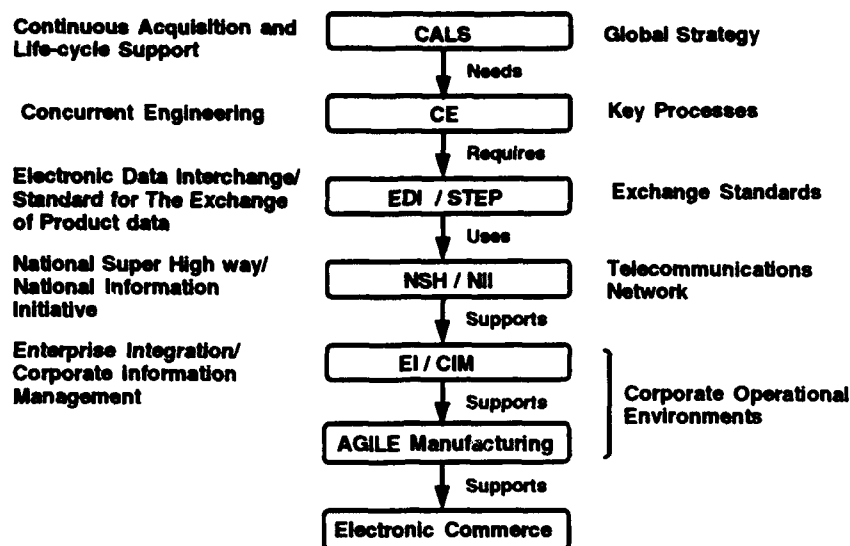 Continuous Acquisition and
Life-cycle Support
CALS
Global Strategy
Needs
Concurrent Engineering
CE
Key Processes
Requires
Electronic Data Interchange/
Standard for The Exchange
of Product data
EDI / STEP
Exchange Standards
Uses
National Super High way/
National Information
Initiative
NSH / NII
Telecommunications
Network
Supports
Enterprise Integration/
Corporate Information
Management
EI / CIM
Supports
Corporate Operational
Environments
AGILE Manufacturing
Supports
Electronic Commerce